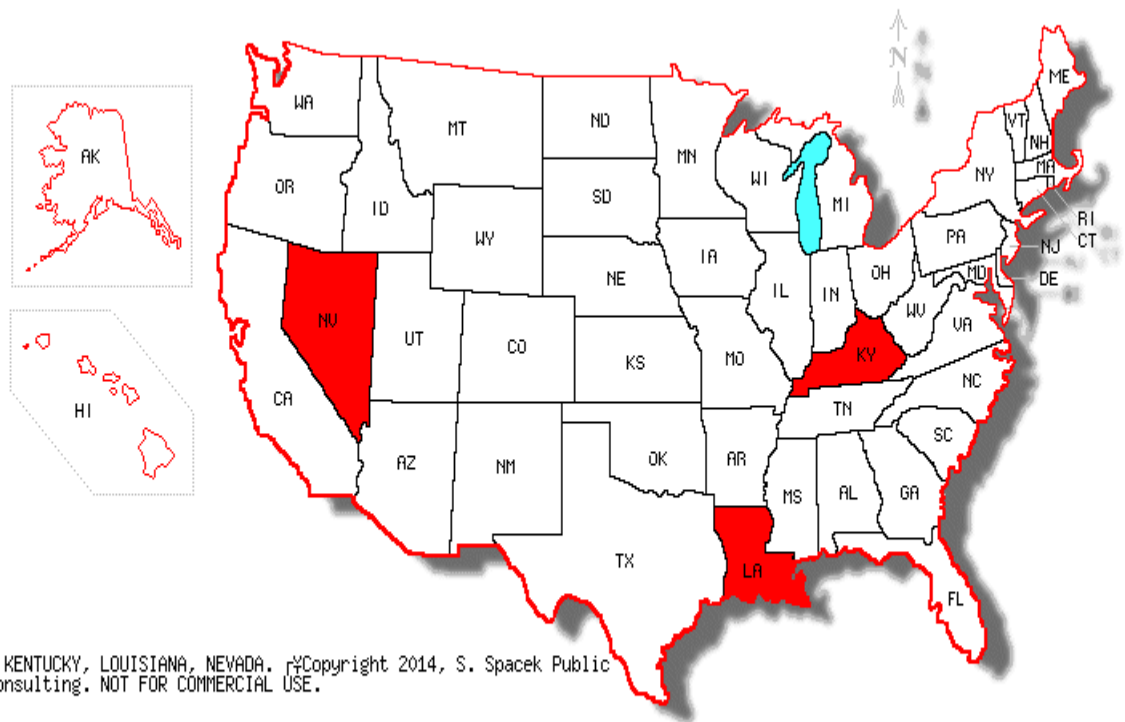 N
ME
WA
VT
MT
ND
NH
AK
MN
MA
OR
WI
NY
ID
SD
MI
RI
WY
PA
CT
NJ
IA
OH
MD
NE
DE
IL
IN
WV
NV
VA
UT
CO
KY
KS
MO
NC
CA
HI
TN
SC
AZ
OK
AR
NM
MS
AL
GA
TX
LA
FL
KENTUCKY, LOUISIANA, NEVADA. Copyright 2014, S. Spacek Public
onsulting. NOT FOR COMMERCIAL USE.